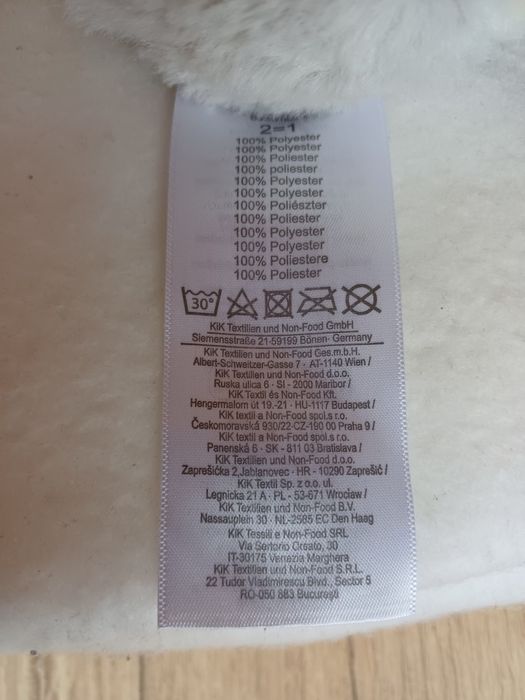 2=1
100% Polyester
100% Polyester
100% Poliester
100% poliester
100% Polyester
100% Polyester
100% Poliészter
100% Poliester
100% Polyester
100% Polyester
100% Poliestere
100% Poliester
30°
KiK Textilien und Non-Food GmbH
Siemensstraße 21-59199 Bönen- Germany
KiK Textilien und Non-Food Ges.m.b.H.
Albert-Schweitzer-Gasse 7 · AT-1140 Wien /
KiK Textilien und Non-Food d.o.o.
Ruska ulica 6 · SI - 2000 Maribor /
KiK Textil és Non-Food Kft.
Hengermalom út 19.-21 · HU-1117 Budapest /
KiK textil a Non-Food spol.s r.o.
Českomoravská 930/22·CZ-190 00 Praha 9 /
KiK textil a Non-Food spol.s r.o.
Panenská 6 · SK - 811 03 Bratislava /
KiK Textilien und Non-Food d.o.o.
Zaprešička 2,Jablanovec · HR - 10290 Zaprešić /
KiK Textil Sp. z o.o. ul.
Legnicka 21 A · PL - 53-671 Wrocław /
KiK Textilien und Non-Food B.V.
Nassauplein 30 · NL-2585 EC Den Haag
KiK Tessili e Non-Food SRL
Via Sertorio Orsato, 30
IT-30175 Venezia Marghera
KiK Textilien und Non-Food S.R.L.
22 Tudor Vladimirescu Blvd., Sector 5
RO-050 883 Bucureşti